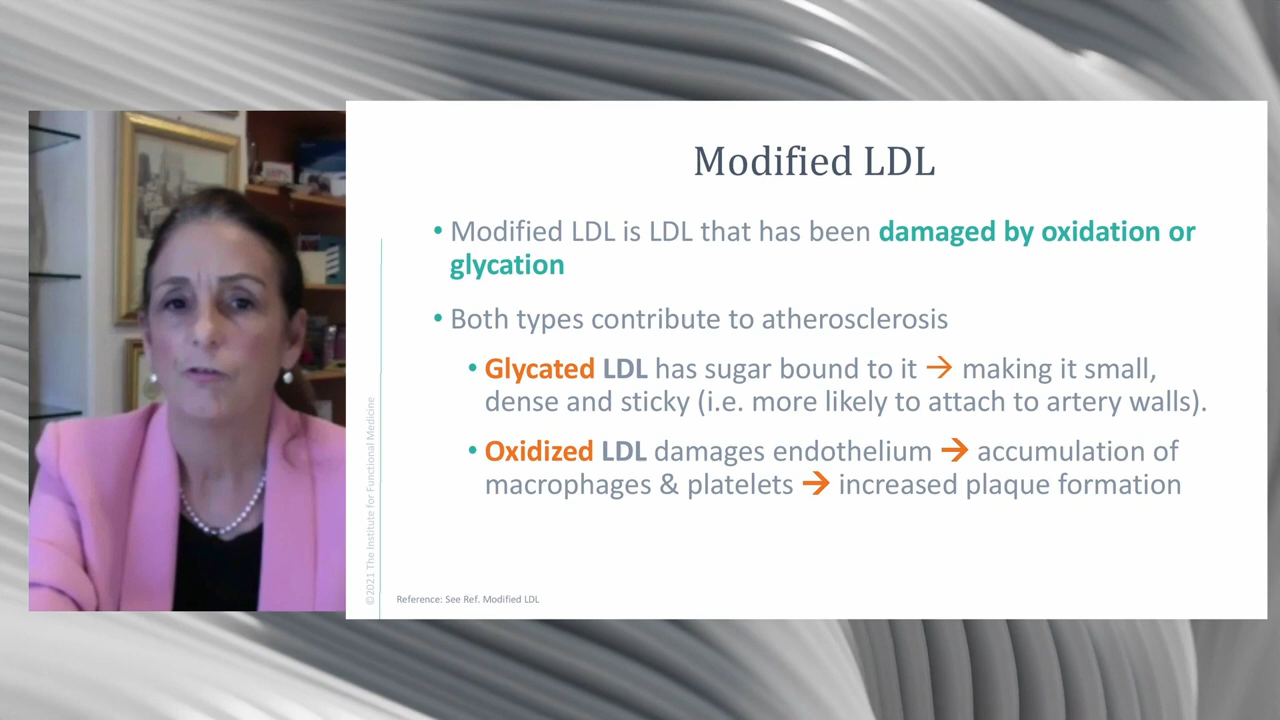 Modified LDL
• Modified LDL is LDL that has been damaged by oxidation or
glycation
• Both types contribute to atherosclerosis
• Glycated LDL has sugar bound to it → making it small,
dense and sticky (i.e. more likely to attach to artery walls).
• Oxidized LDL damages endothelium → accumulation of
macrophages & platelets → increased plaque formation
©2021 The Institute for Functional Medicine
Reference: See Ref. Modified LDL